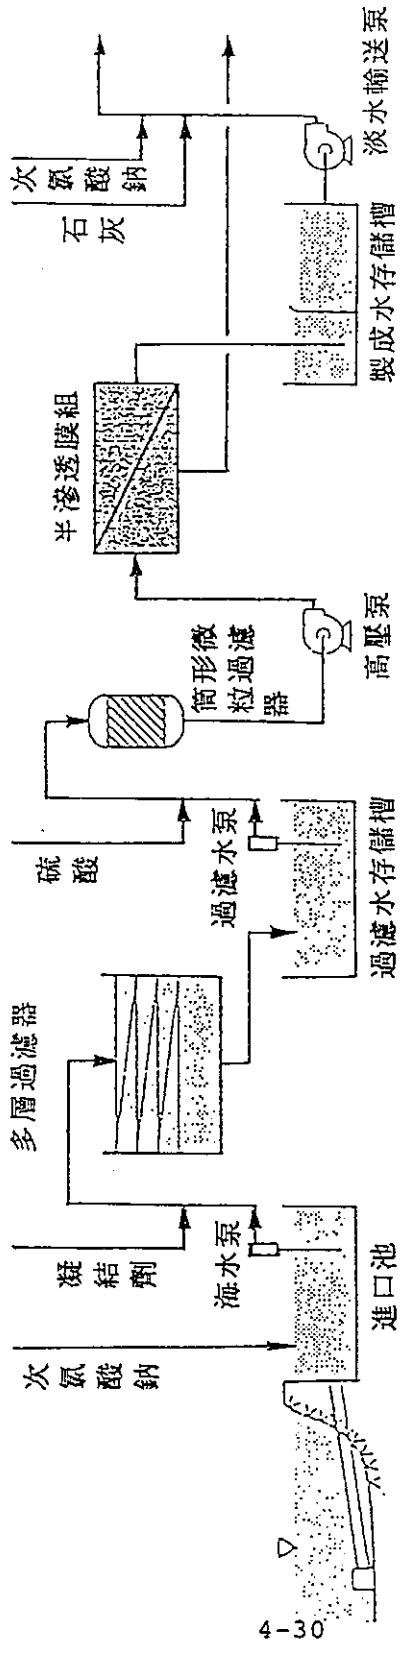 次氯酸鈉
凝結劑
海水泵
進口池
多層過濾器
硫酸
過濾水泵
過濾水存儲槽
筒形微
粒過濾
器
高壓泵
半滲透膜組
石灰
次氯酸鈉
製成水存儲槽
淡水輸送泵
4-30